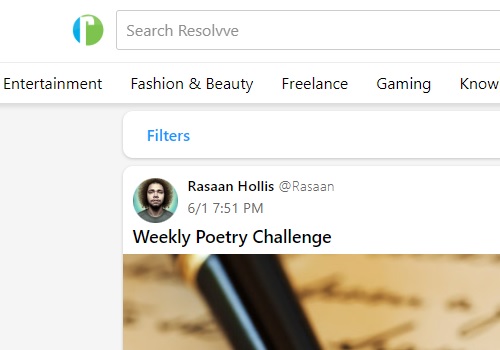 r
Search Resolvve
Entertainment Fashion & Beauty Freelance Gaming Know
Filters
Rasaan Hollis @Rasaan
6/1 7:51 PM
Weekly Poetry Challenge